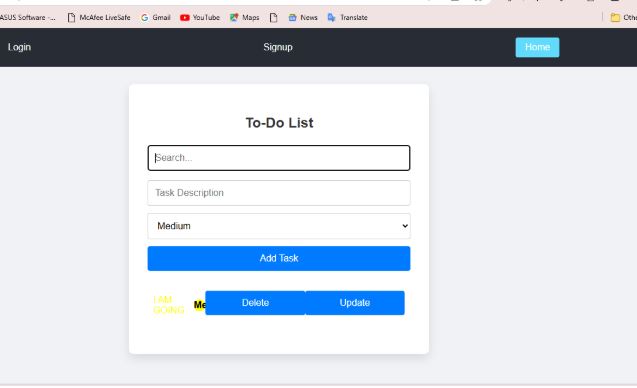 ASUS Software -... McAfee LiveSafe Gmail YouTube Maps News Translate Othe
Login Signup Home
To-Do List
Search...
Task Description
Medium
Add Task
I AM
GOING
Me
Delete Update